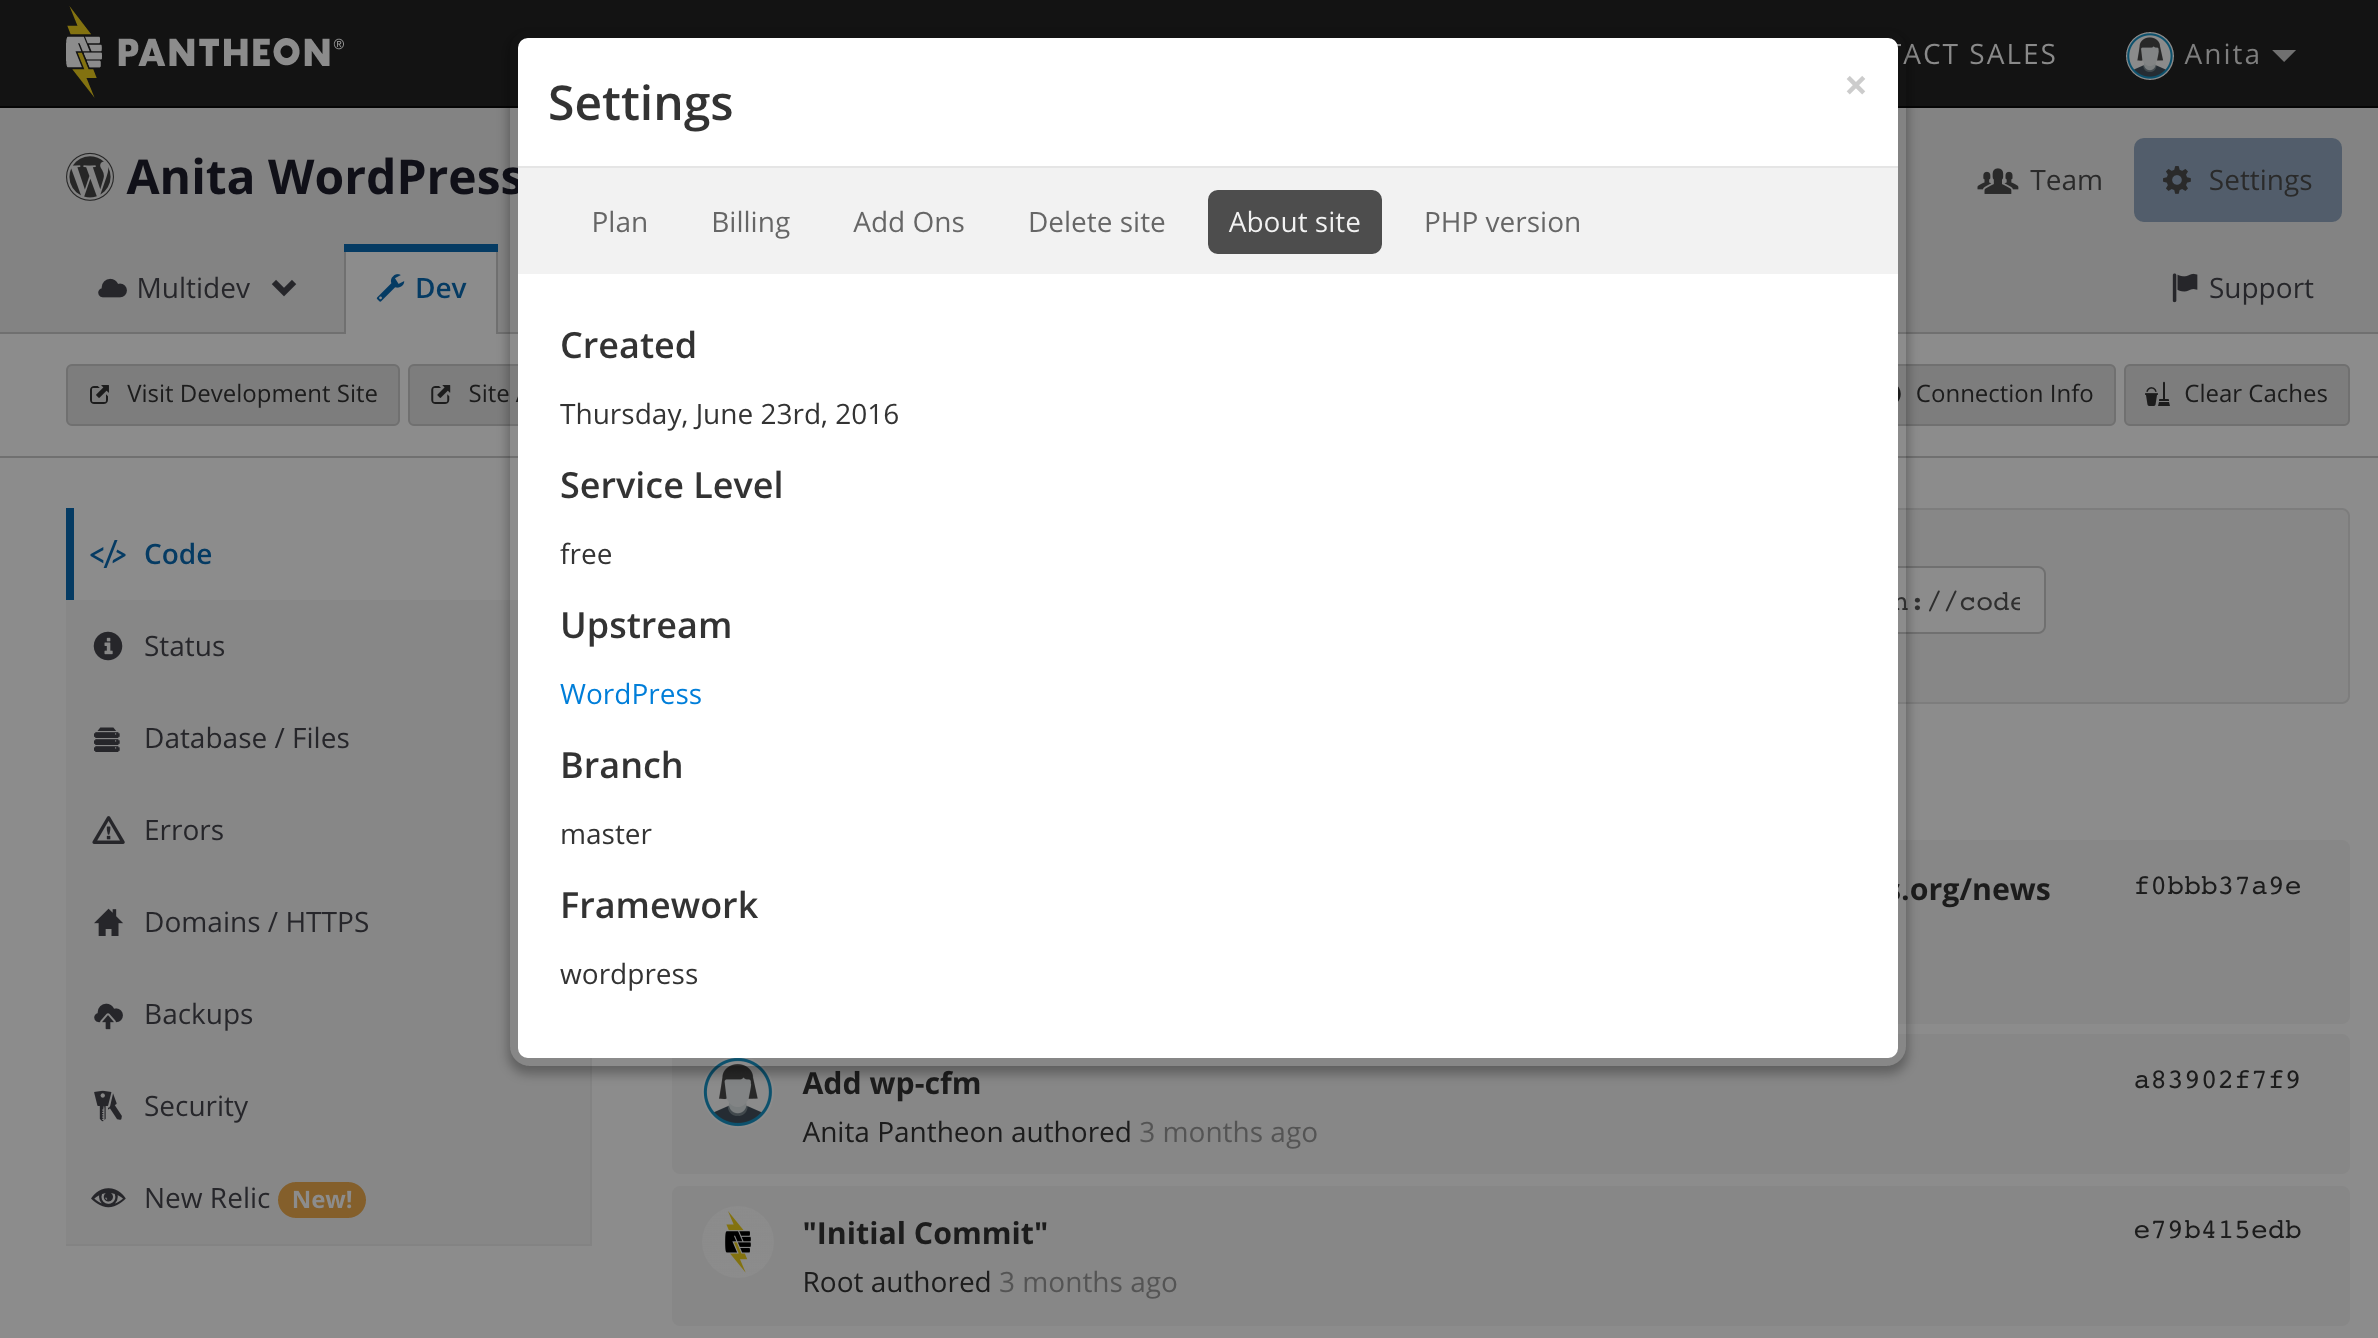 PANTHEON®
ACT SALES
Anita
Settings
×
Anita WordPress
Team
Settings
Plan
Billing
Add Ons
Delete site
About site
PHP version
Multidev
Dev
Support
Visit Development Site
Site
Connection Info
Clear Caches
Created
Thursday, June 23rd, 2016
Service Level
free
Upstream
WordPress
Branch
master
Framework
wordpress
Code
Status
Database / Files
Errors
Domains / HTTPS
Backups
Security
New Relic New!
://code
s.org/news
f0bbb37a9e
Add wp-cfm
a83902f7f9
Anita Pantheon authored 3 months ago
"Initial Commit"
e79b415edb
Root authored 3 months ago